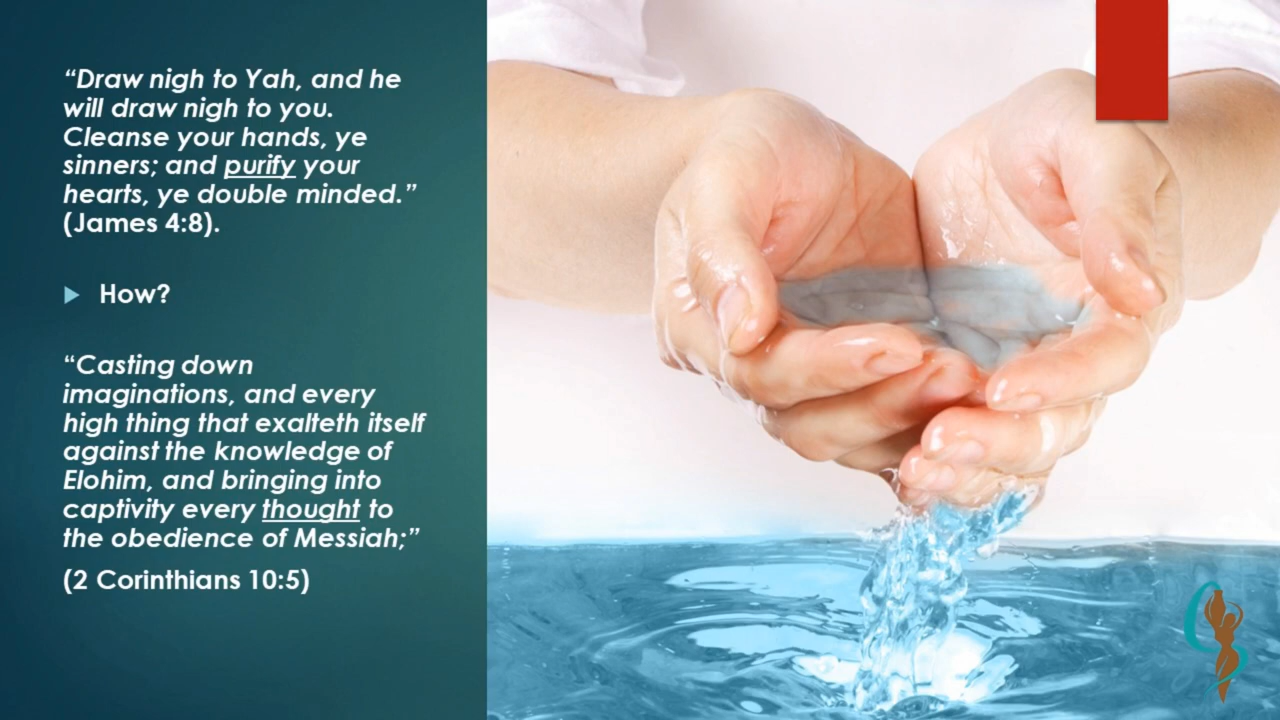 “Draw nigh to Yah, and he
will draw nigh to you.
Cleanse your hands, ye
sinners; and purify your
hearts, ye double minded.”
(James 4:8).
How?
“Casting down
imaginations, and every
high thing that exalteth itself
against the knowledge of
Elohim, and bringing into
captivity every thought to
the obedience of Messiah;”
(2 Corinthians 10:5)